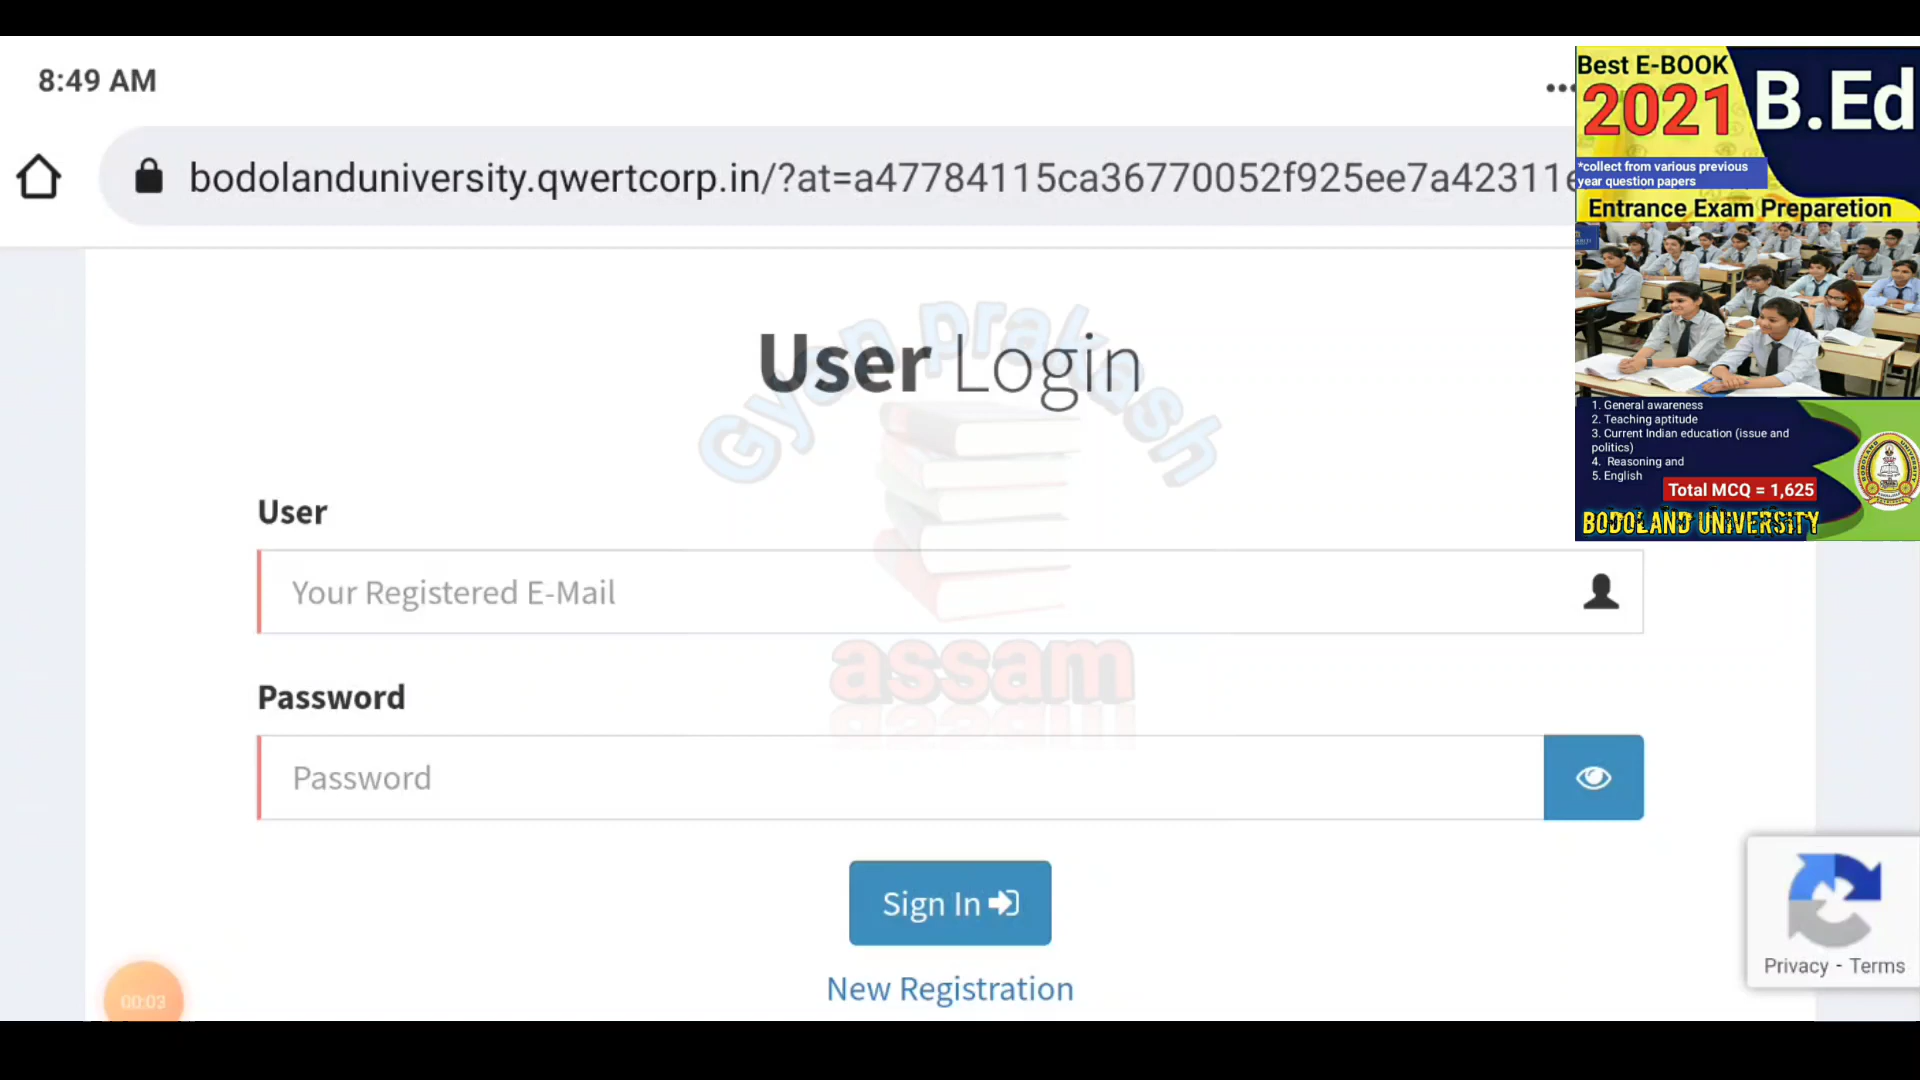 8:49 AM
bodolanduniversity.qwertcorp.in/?at=a47784115ca36770052f925ee7a42311e
Best E-BOOK
2021
B.Ed
*collect from various previous
year question papers
Entrance Exam Preparetion
1. General awareness
2. Teaching aptitude
3. Current Indian education (issue and
politics)
4. Reasoning and
5. English
Total MCQ = 1,625
BODOLAND UNIVERSITY
User Login
Gyan prakash
assam
User
Your Registered E-Mail
Password
Password
Sign In
New Registration
Privacy - Terms
00:03